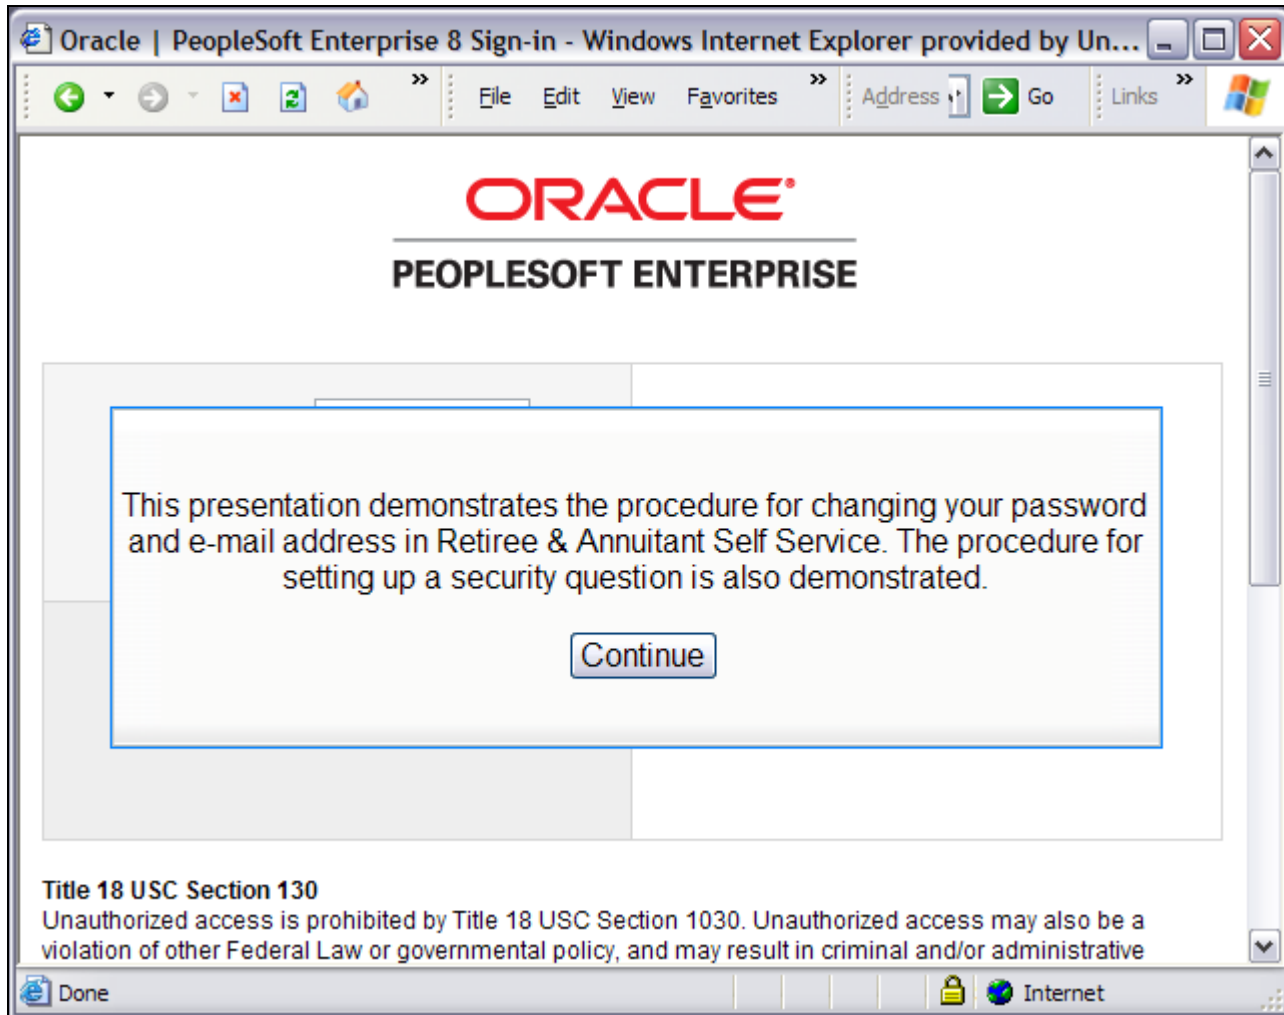 Oracle | PeopleSoft Enterprise 8 Sign-in - Windows Internet Explorer provided by Un...
» File Edit View Favorites » Address Go Links »
ORACLE®
PEOPLESOFT ENTERPRISE
This presentation demonstrates the procedure for changing your password
and e-mail address in Retiree & Annuitant Self Service. The procedure for
setting up a security question is also demonstrated.
Continue
Title 18 USC Section 130
Unauthorized access is prohibited by Title 18 USC Section 1030. Unauthorized access may also be a
violation of other Federal Law or governmental policy, and may result in criminal and/or administrative
Done Internet